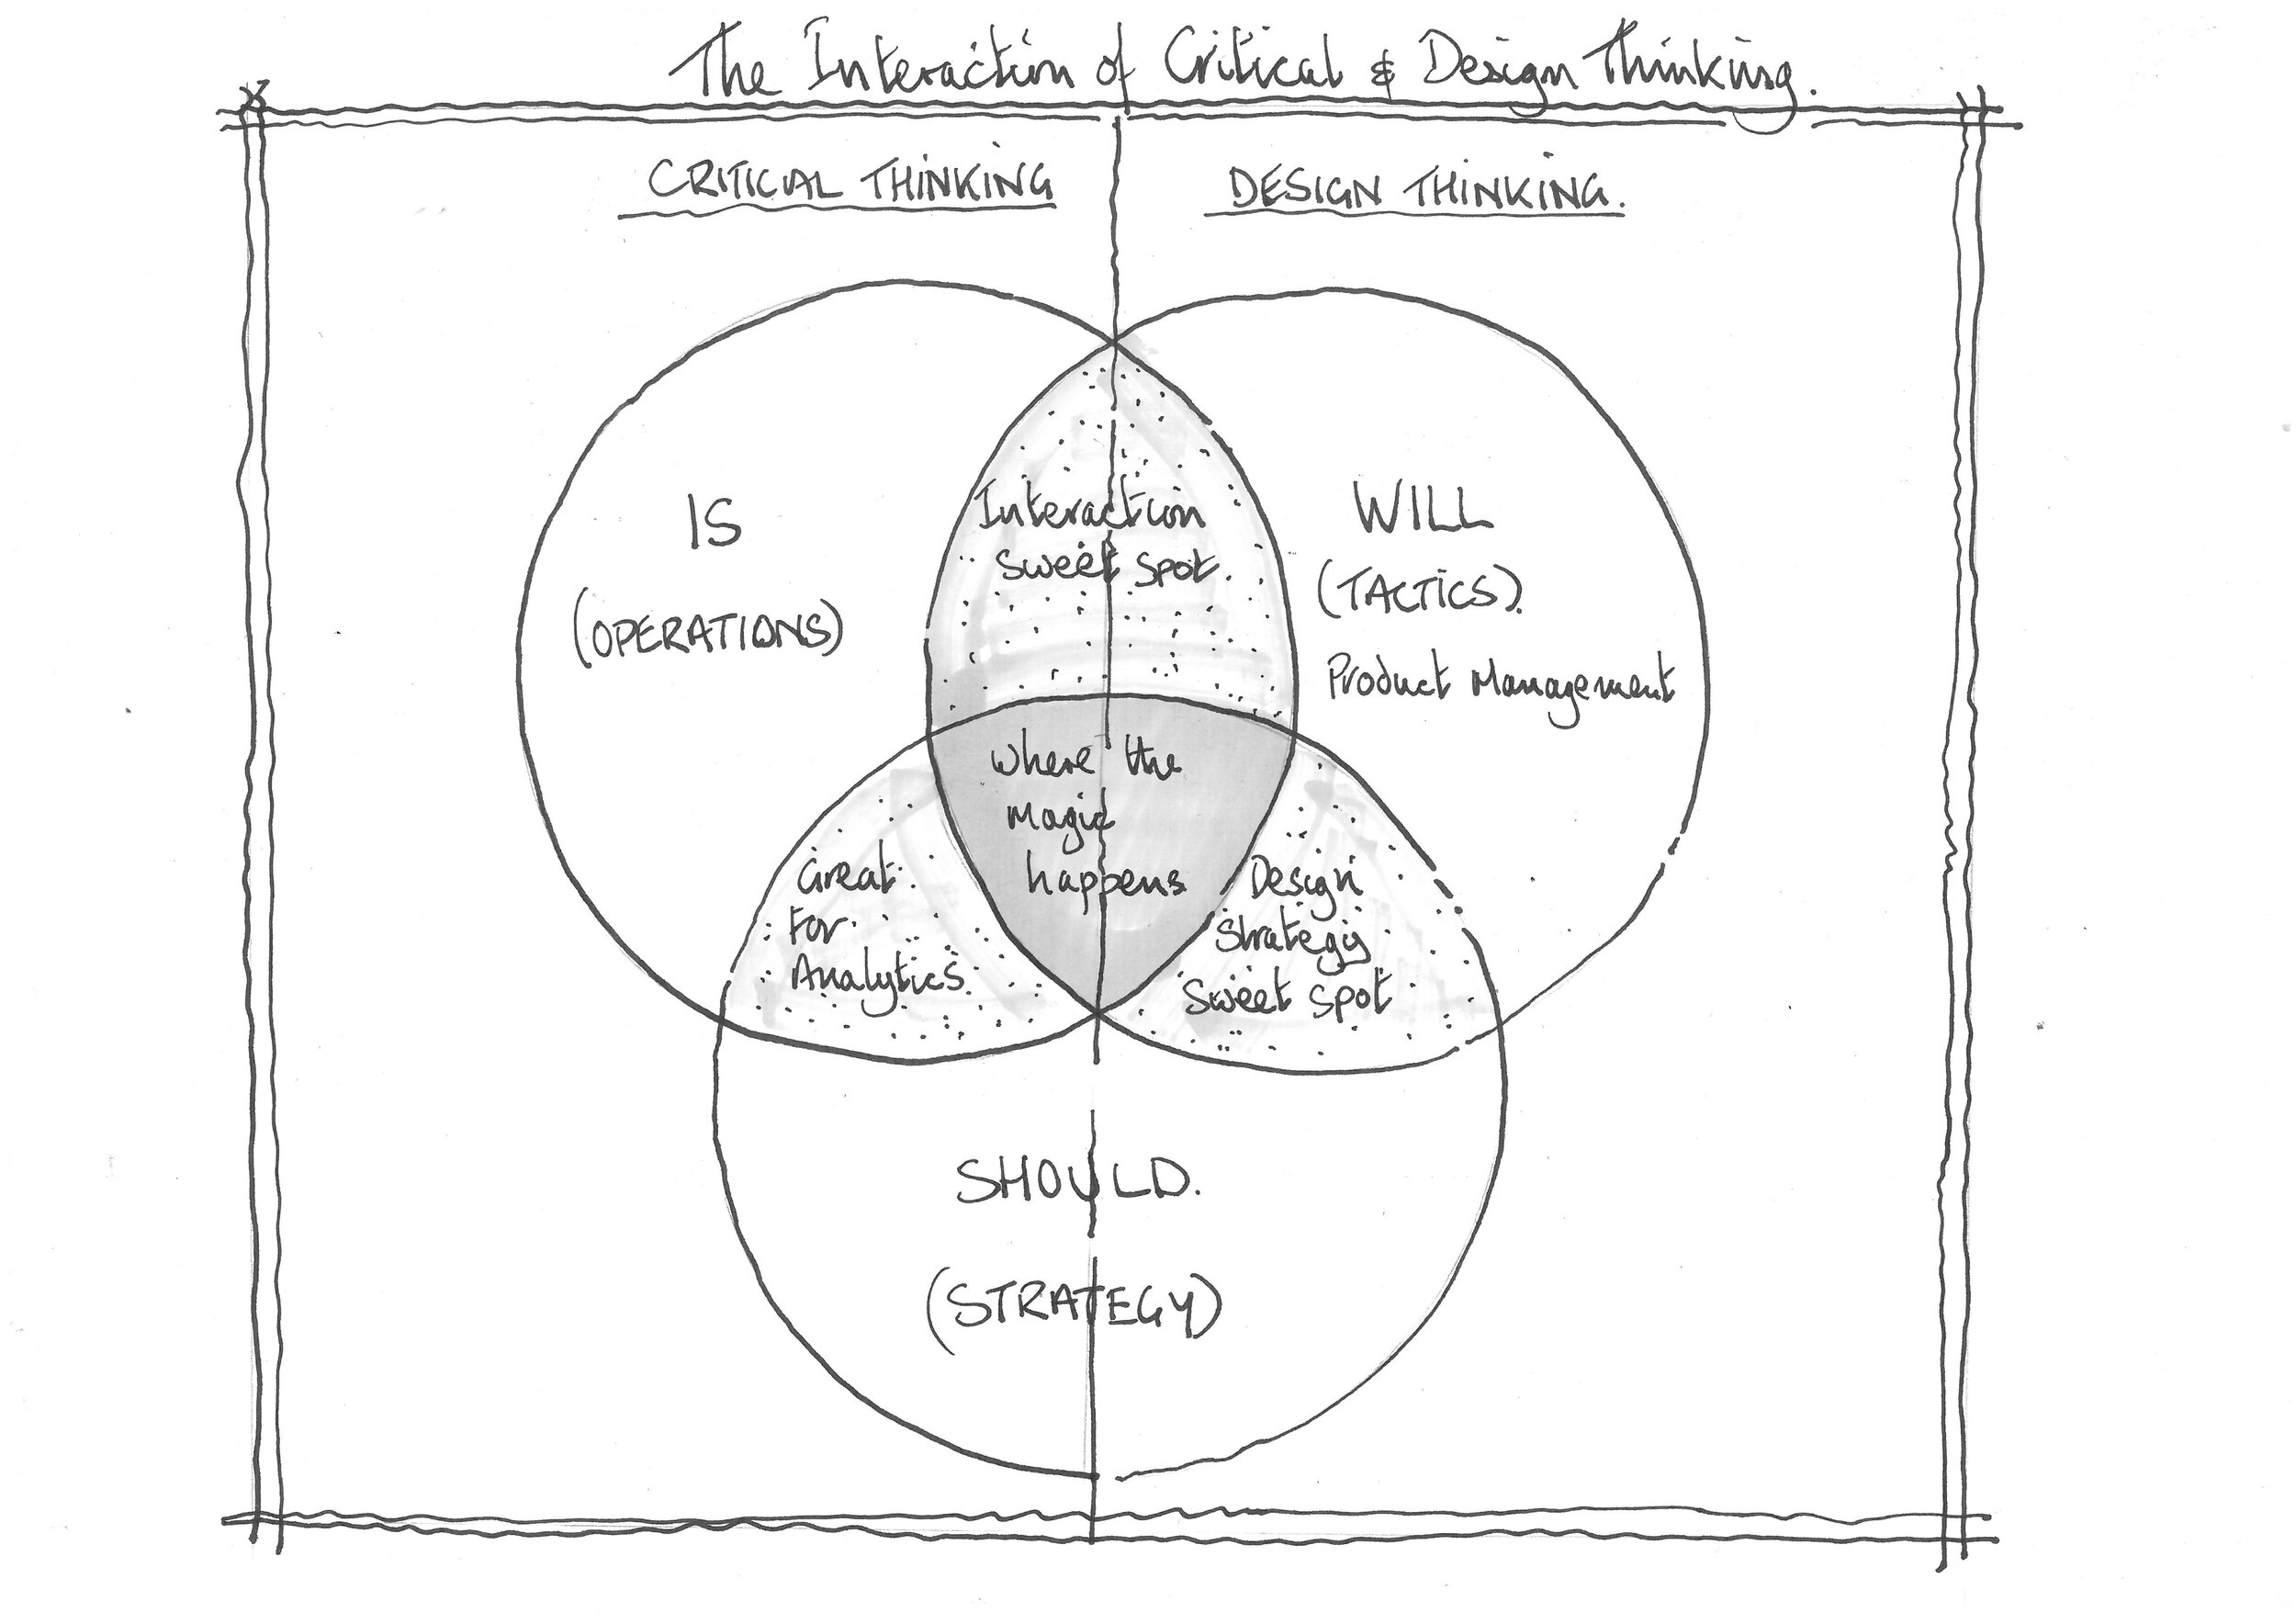 The Interaction of Critical & Design Thinking.
CRITICAL THINKING
DESIGN THINKING.
IS
(OPERATIONS)
Interaction
Sweet Spot.
WILL
(TACTICS).
Product Management
Where the
Magic
happens
Great
For
Analytics.
Design
Strategy
Sweet Spot
SHOULD.
(STRATEGY)